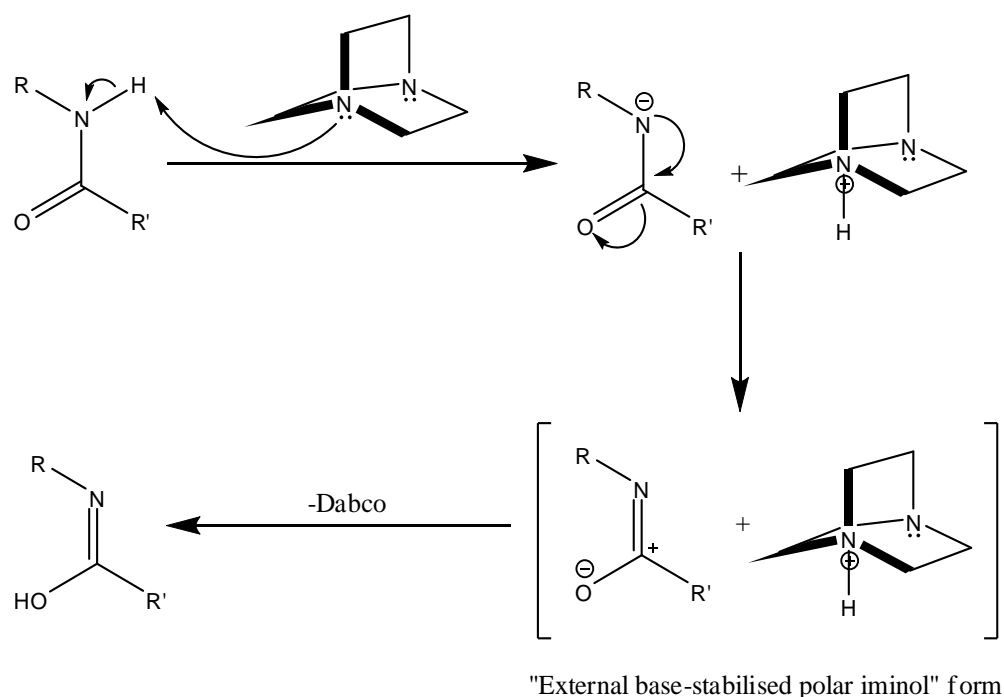 R
H
N
O
R'
N
N
R
N
O
R'
+
N
N
H
-Dabco
R
N
HO
R'
R
N
+
O
R'
+
N
N
H
"External base-stabilised polar iminol" form